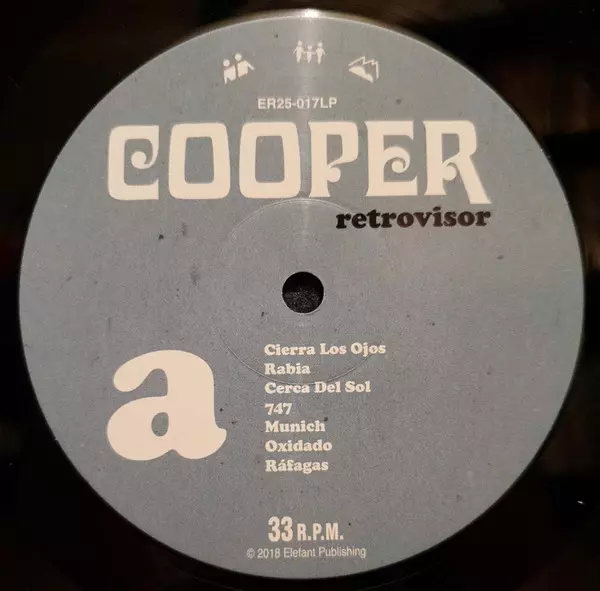 ER25-017LP
COOPER
retrovisor
a
Cierra Los Ojos
Rabia
Cerca Del Sol
747
Munich
Oxidado
Ráfagas
33 R.P.M.
© 2018 Elefant Publishing